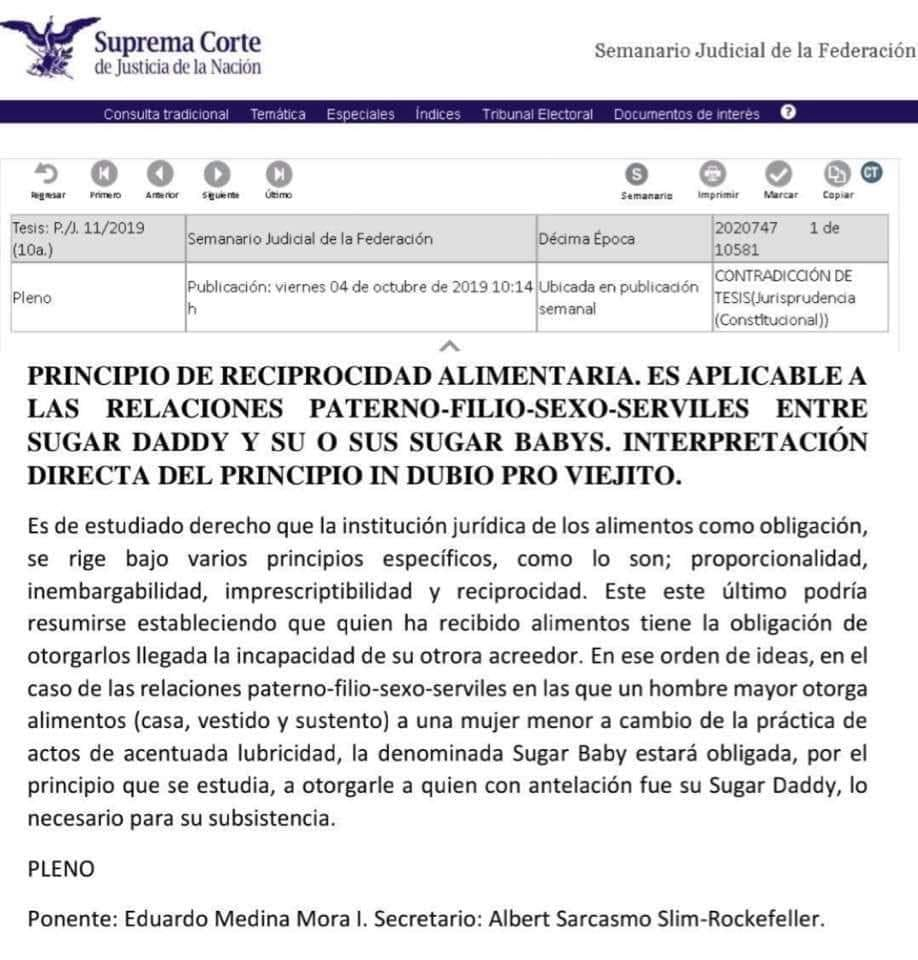 Suprema Corte
de Justicia de la Nación
Semanario Judicial de la Federación
Consulta tradicional Temática Especiales Índices Tribunal Electoral Documentos de interés ?
Regresar Primero Anterior Siguiente Último S Semanario Imprimir Marcar Copiar CT
Tesis: P./J. 11/2019
(10a.)
Semanario Judicial de la Federación
Décima Época
2020747 1 de
10581
Pleno
Publicación: viernes 04 de octubre de 2019 10:14
h
Ubicada en publicación
semanal
CONTRADICCIÓN DE
TESIS(Jurisprudencia
(Constitucional))
PRINCIPIO DE RECIPROCIDAD ALIMENTARIA. ES APLICABLE A
LAS RELACIONES PATERNO-FILIO-SEXO-SERVILES ENTRE
SUGAR DADDY Y SU O SUS SUGAR BABYS. INTERPRETACIÓN
DIRECTA DEL PRINCIPIO IN DUBIO PRO VIEJITO.
Es de estudiado derecho que la institución jurídica de los alimentos como obligación,
se rige bajo varios principios específicos, como lo son; proporcionalidad,
inembargabilidad, imprescriptibilidad y reciprocidad. Este este último podría
resumirse estableciendo que quien ha recibido alimentos tiene la obligación de
otorgarlos llegada la incapacidad de su otrora acreedor. En ese orden de ideas, en el
caso de las relaciones paterno-filio-sexo-serviles en las que un hombre mayor otorga
alimentos (casa, vestido y sustento) a una mujer menor a cambio de la práctica de
actos de acentuada lubricidad, la denominada Sugar Baby estará obligada, por el
principio que se estudia, a otorgarle a quien con antelación fue su Sugar Daddy, lo
necesario para su subsistencia.
PLENO
Ponente: Eduardo Medina Mora I. Secretario: Albert Sarcasmo Slim-Rockefeller.